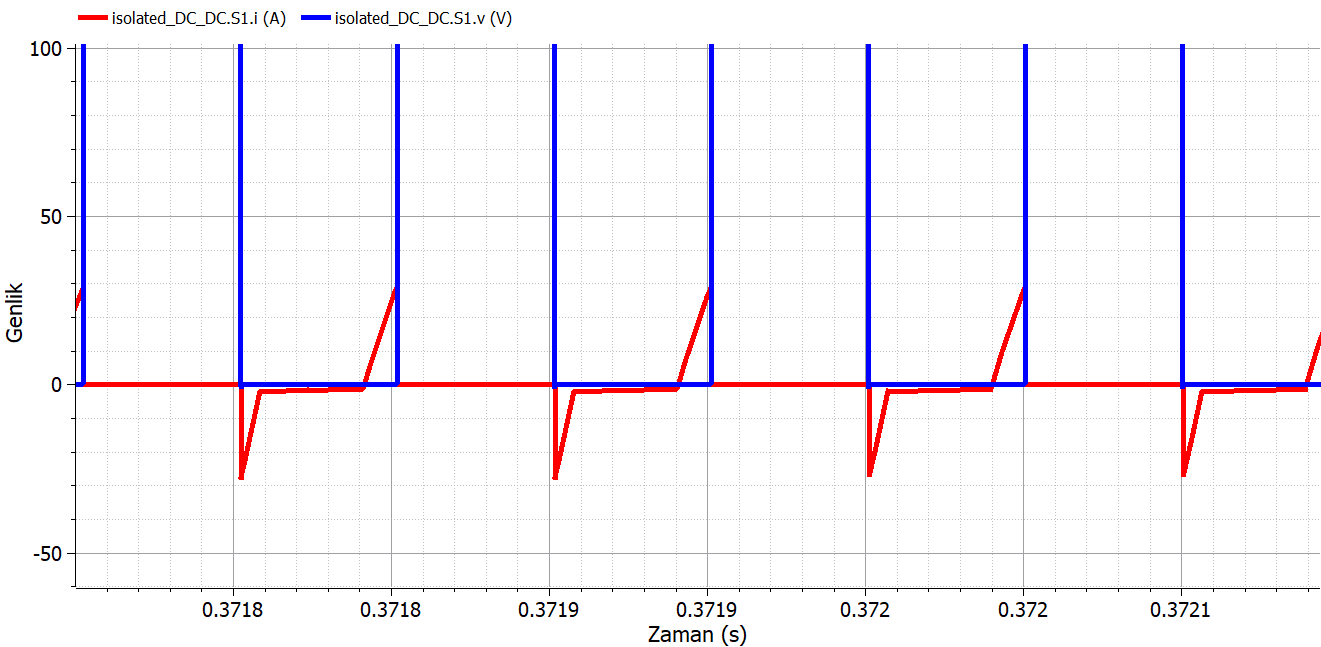 isolated_DC_DC.S1.i (A) isolated_DC_DC.S1.v (V)
100
50
0
-50
Genlik
0.3718 0.3718 0.3719 0.3719 0.372 0.372 0.3721
Zaman (s)